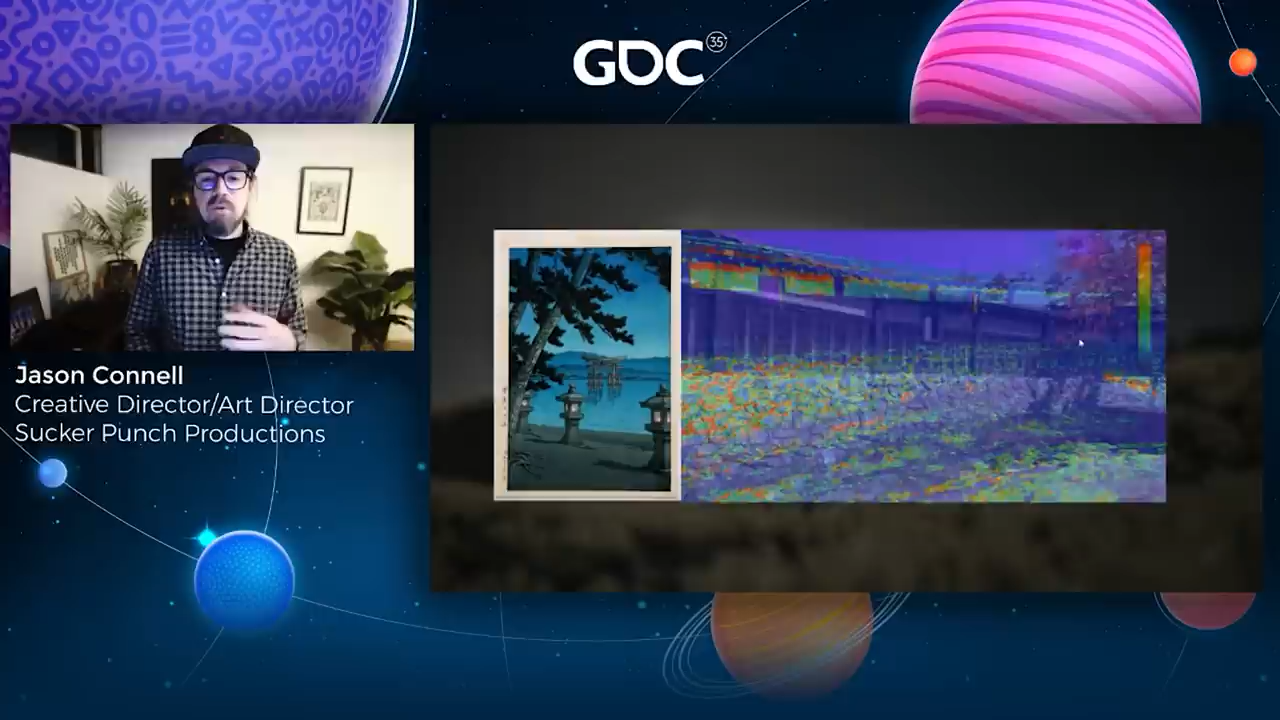 GDC 35
Jason Connell
Creative Director/Art Director
Sucker Punch Productions